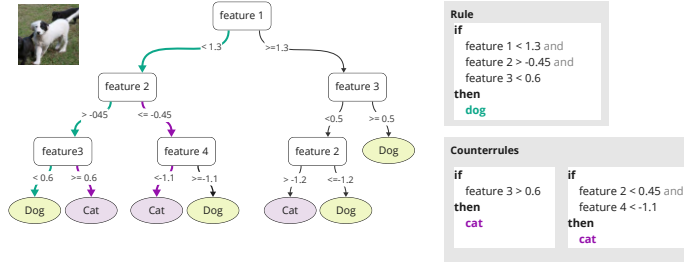 feature 1
< 1.3
>=1.3
feature 2
feature 3
> -045
<= -0.45
<0.5
>= 0.5
feature3
feature 4
feature 2
Dog
< 0.6
>= 0.6
<-1.1
>=-1.1
> -1.2
<=-1.2
Dog
Cat
Cat
Dog
Cat
Dog
Rule
if
feature 1 < 1.3 and
feature 2 > -0.45 and
feature 3 < 0.6
then
dog
Counterrules
if
feature 3 > 0.6
then
cat
if
feature 2 < 0.45 and
feature 4 < -1.1
then
cat